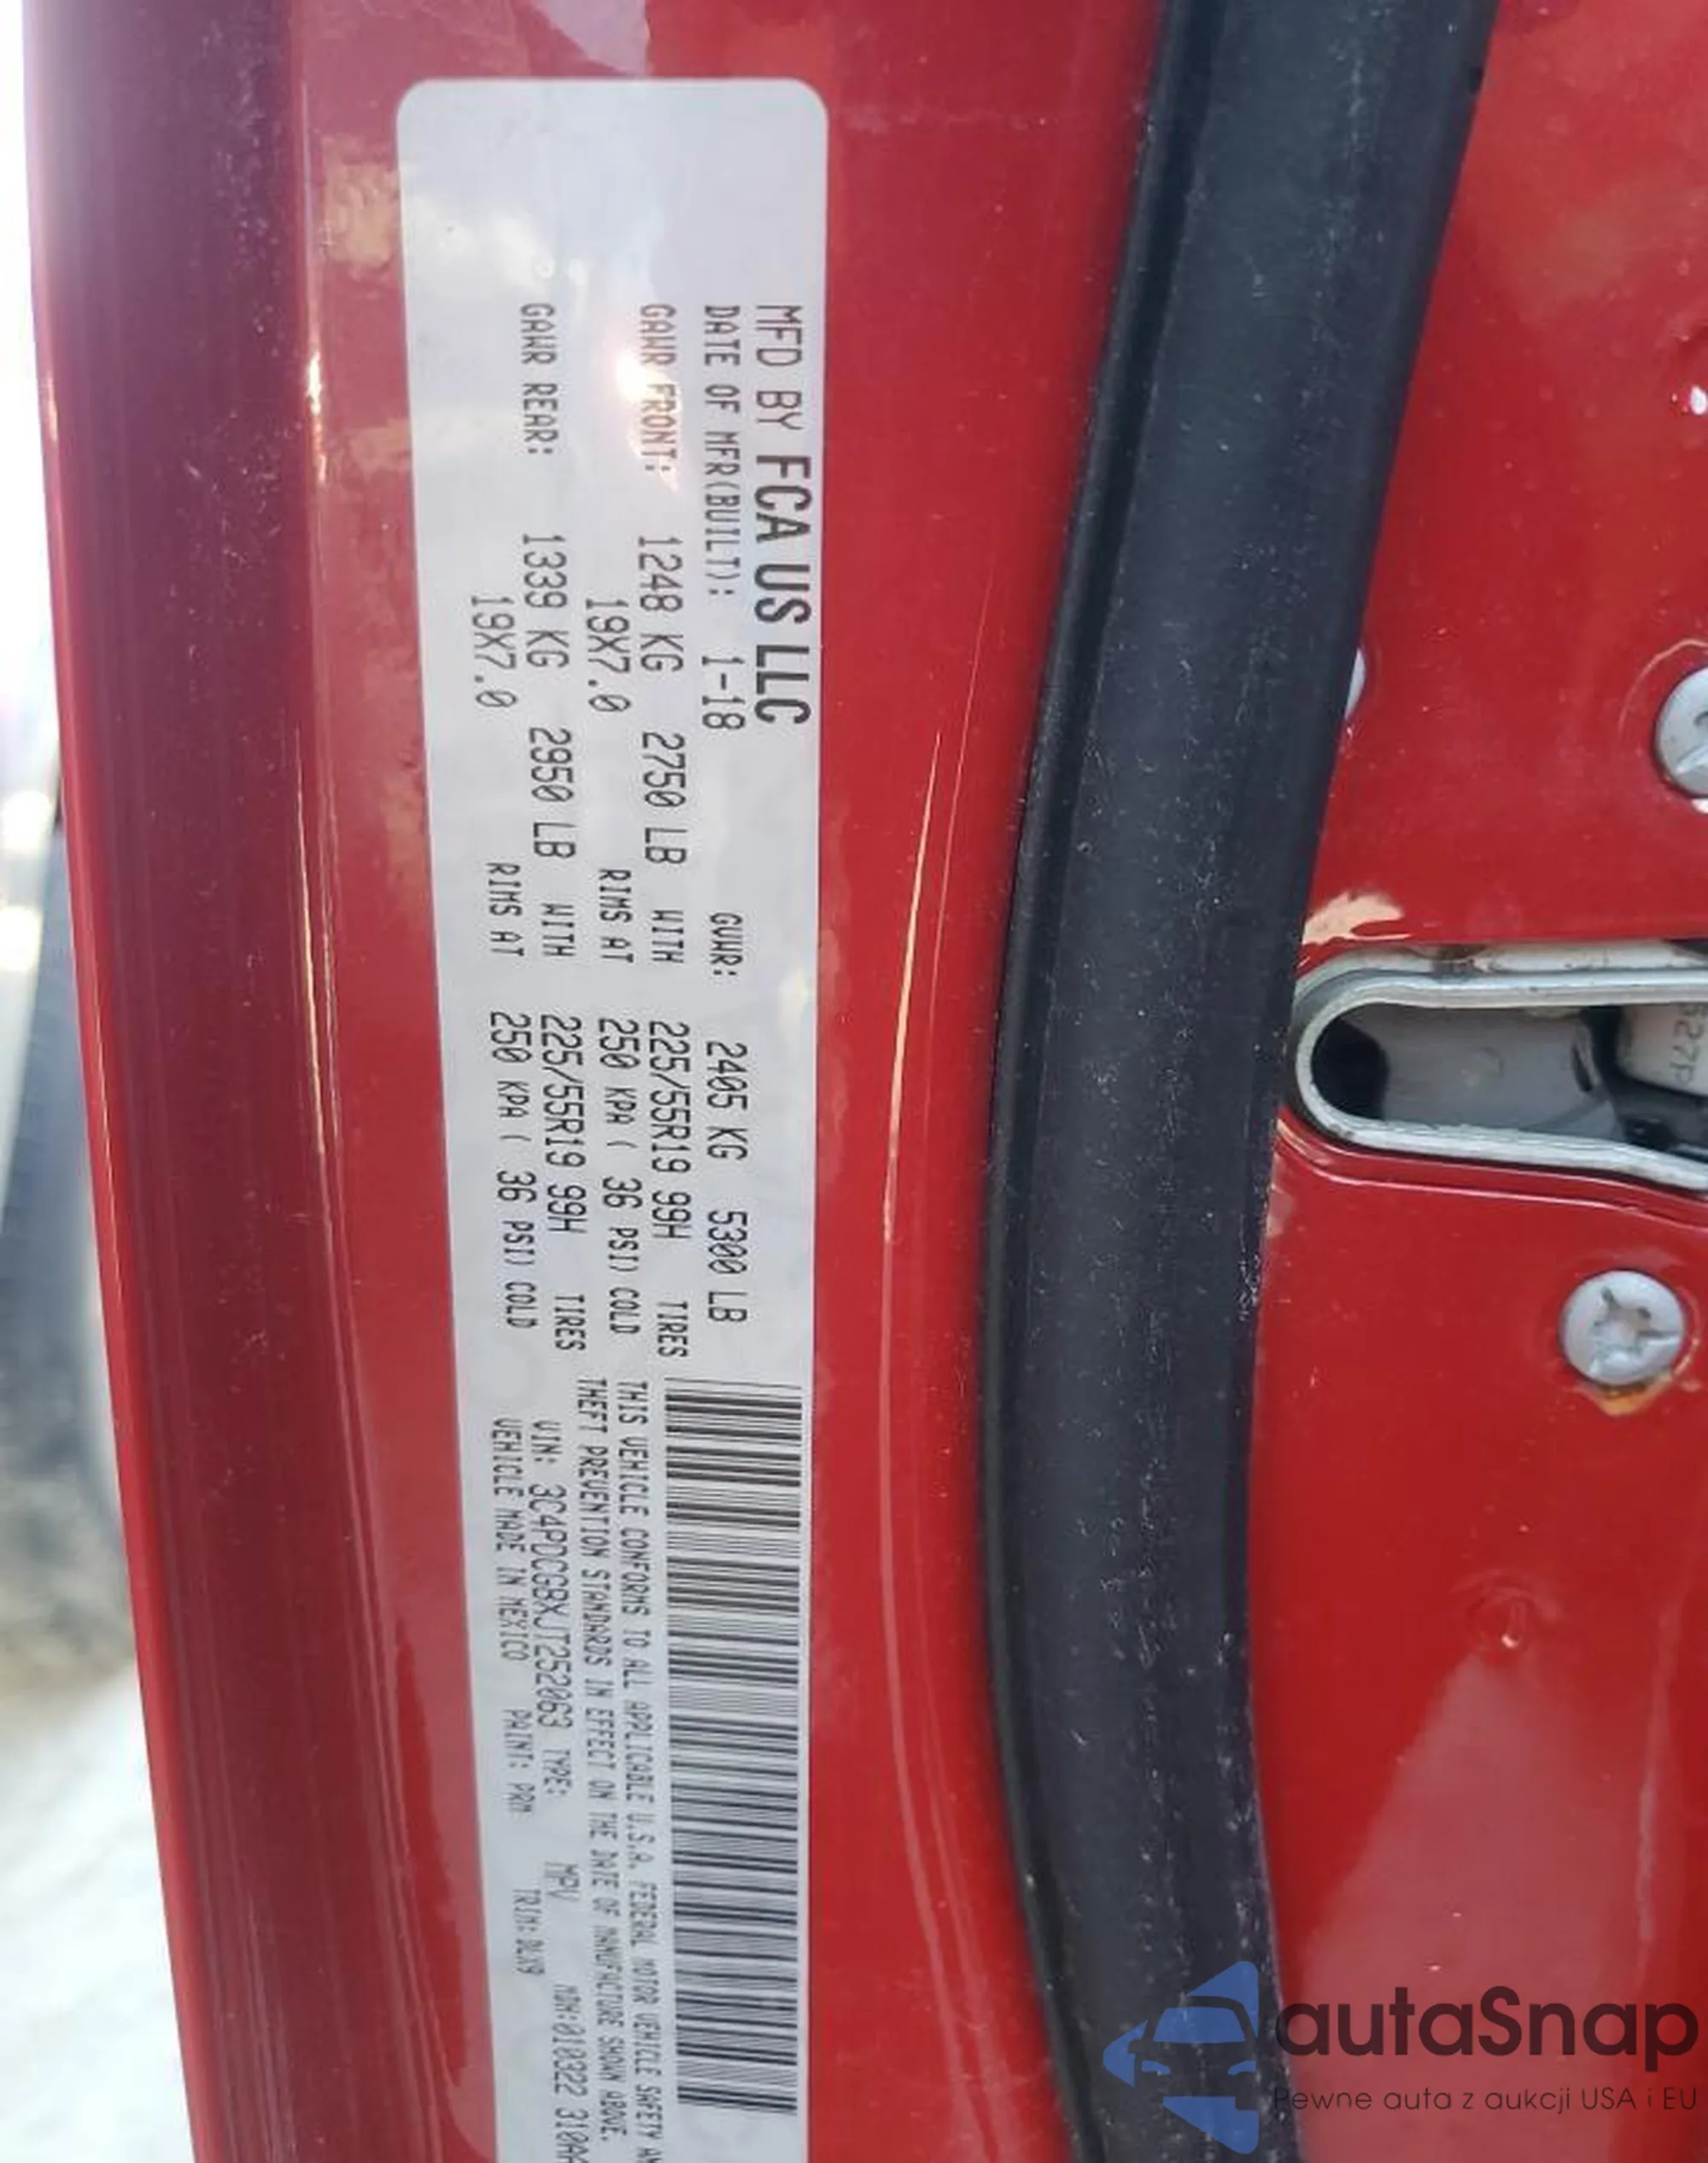 MFD BY FCA US LLC
DATE OF MFR(BUILT): 1-18 GVWR: 2405 KG 5300 LB
GAWR FRONT: 1248 KG 2750 LB WITH 225/55R19 99H TIRES
19X7.0 RIMS AT 250 KPA ( 36 PSI) COLD
GAWR REAR: 1339 KG 2950 LB WITH 225/55R19 99H TIRES
19X7.0 RIMS AT 250 KPA ( 36 PSI) COLD
THIS VEHICLE CONFORMS TO ALL APPLICABLE U.S.A. FEDERAL MOTOR VEHICLE SAFETY
THEFT PREVENTION STANDARDS IN EFFECT ON THE DATE OF MANUFACTURE SHOWN ABOVE.
VIN: 3C4PDCGBXJT252063 TYPE: MPV MDH:010322 310A
VEHICLE MADE IN MEXICO PAINT: PRM TRIM:
autaSnap
Pewne auta z aukcji USA i EU